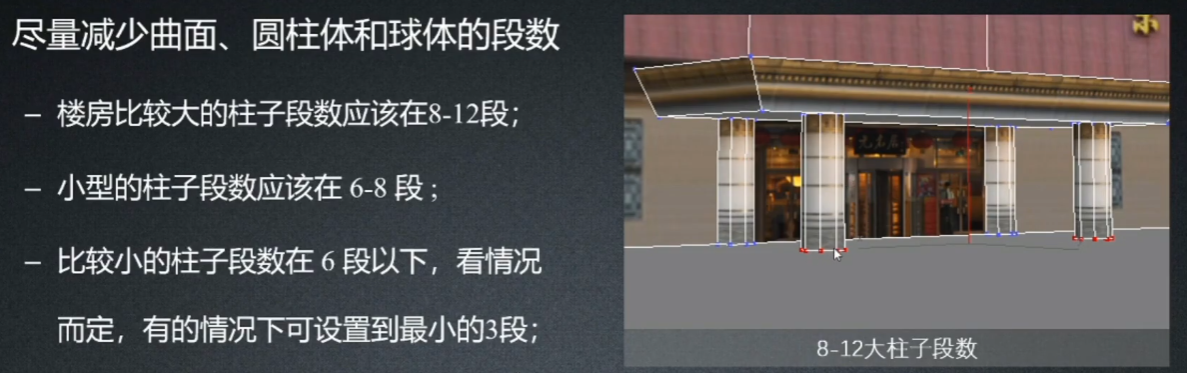 尽量减少曲面、圆柱体和球体的段数
– 楼房比较大的柱子段数应该在8-12段；
– 小型的柱子段数应该在 6-8 段；
– 比较小的柱子段数在 6 段以下，看情况
而定，有的情况下可设置到最小的3段；
8-12大柱子段数